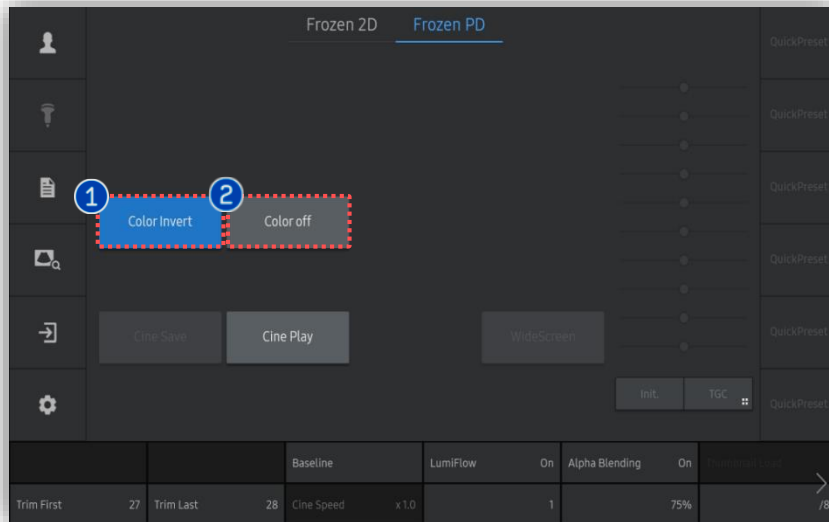 Frozen 2D Frozen PD
QuickPreset
QuickPreset
1 2
QuickPreset
Color Invert Color off
QuickPreset
Cine Save Cine Play WideScreen
QuickPreset
Init. TGC
QuickPreset
Baseline LumiFlow On Alpha Blending On
Trim First 27 Trim Last 28 Cine Speed x 1.0 1 75% /8